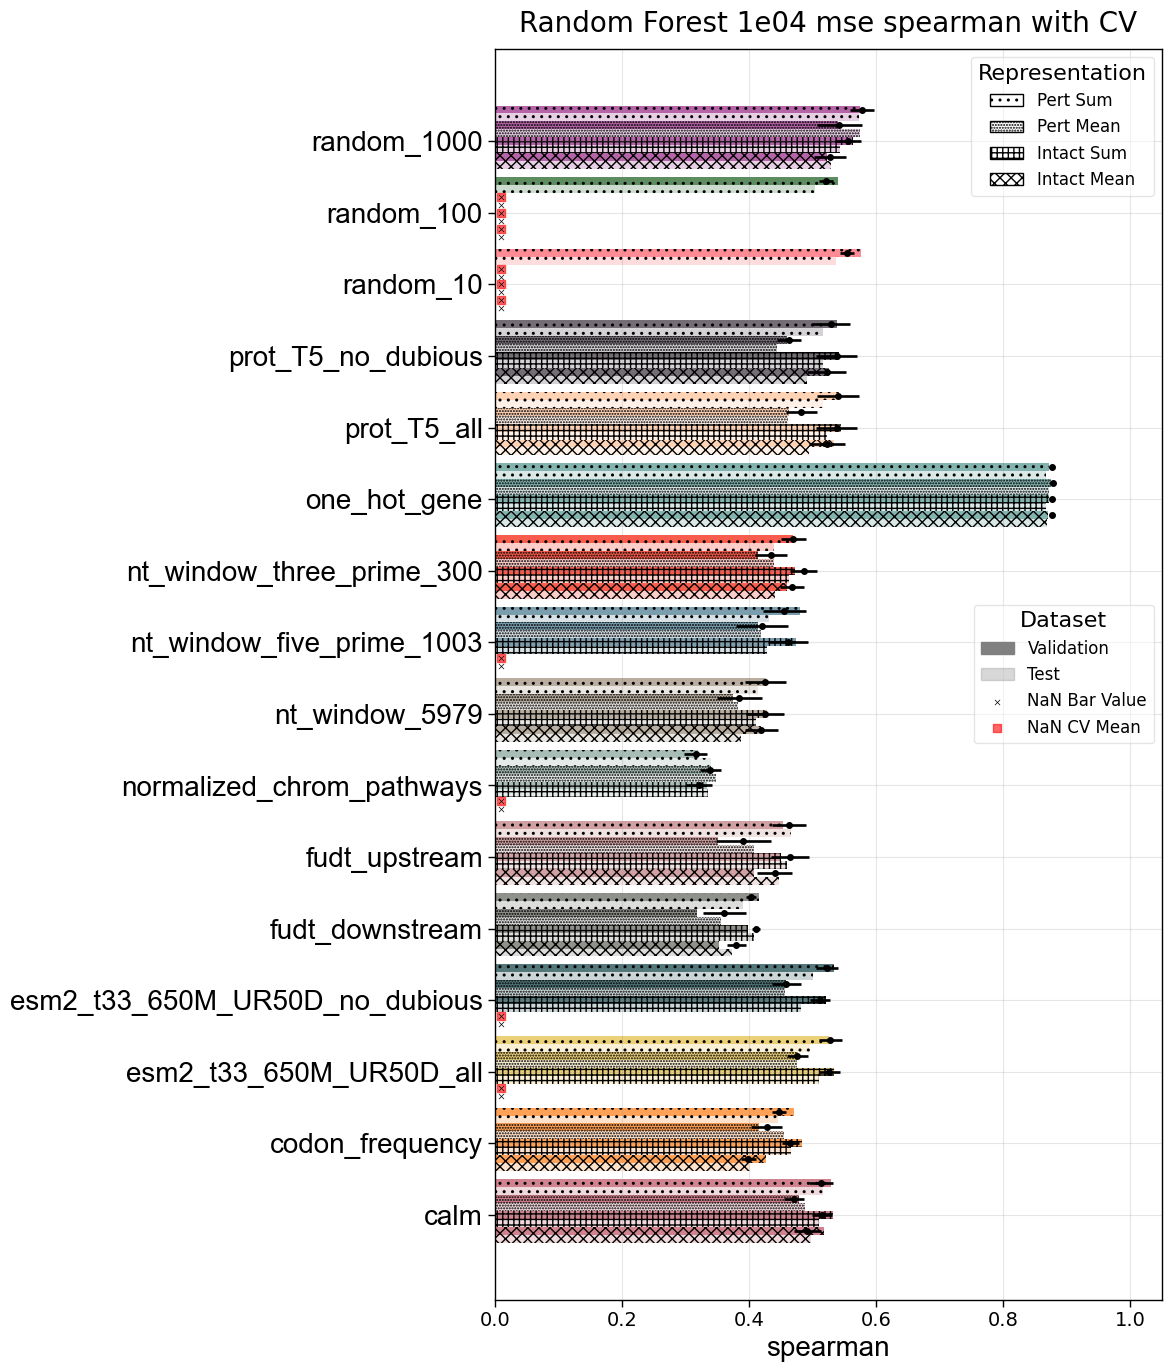 Random Forest 1e04 mse spearman with CV
Representation
Pert Sum
Pert Mean
Intact Sum
Intact Mean
random_1000
random_100
random_10
prot_T5_no_dubious
prot_T5_all
one_hot_gene
nt_window_three_prime_300
nt_window_five_prime_1003
Dataset
Validation
Test
NaN Bar Value
NaN CV Mean
nt_window_5979
normalized_chrom_pathways
fudt_upstream
fudt_downstream
esm2_t33_650M_UR50D_no_dubious
esm2_t33_650M_UR50D_all
codon_frequency
calm
0.0 0.2 0.4 0.6 0.8 1.0
spearman